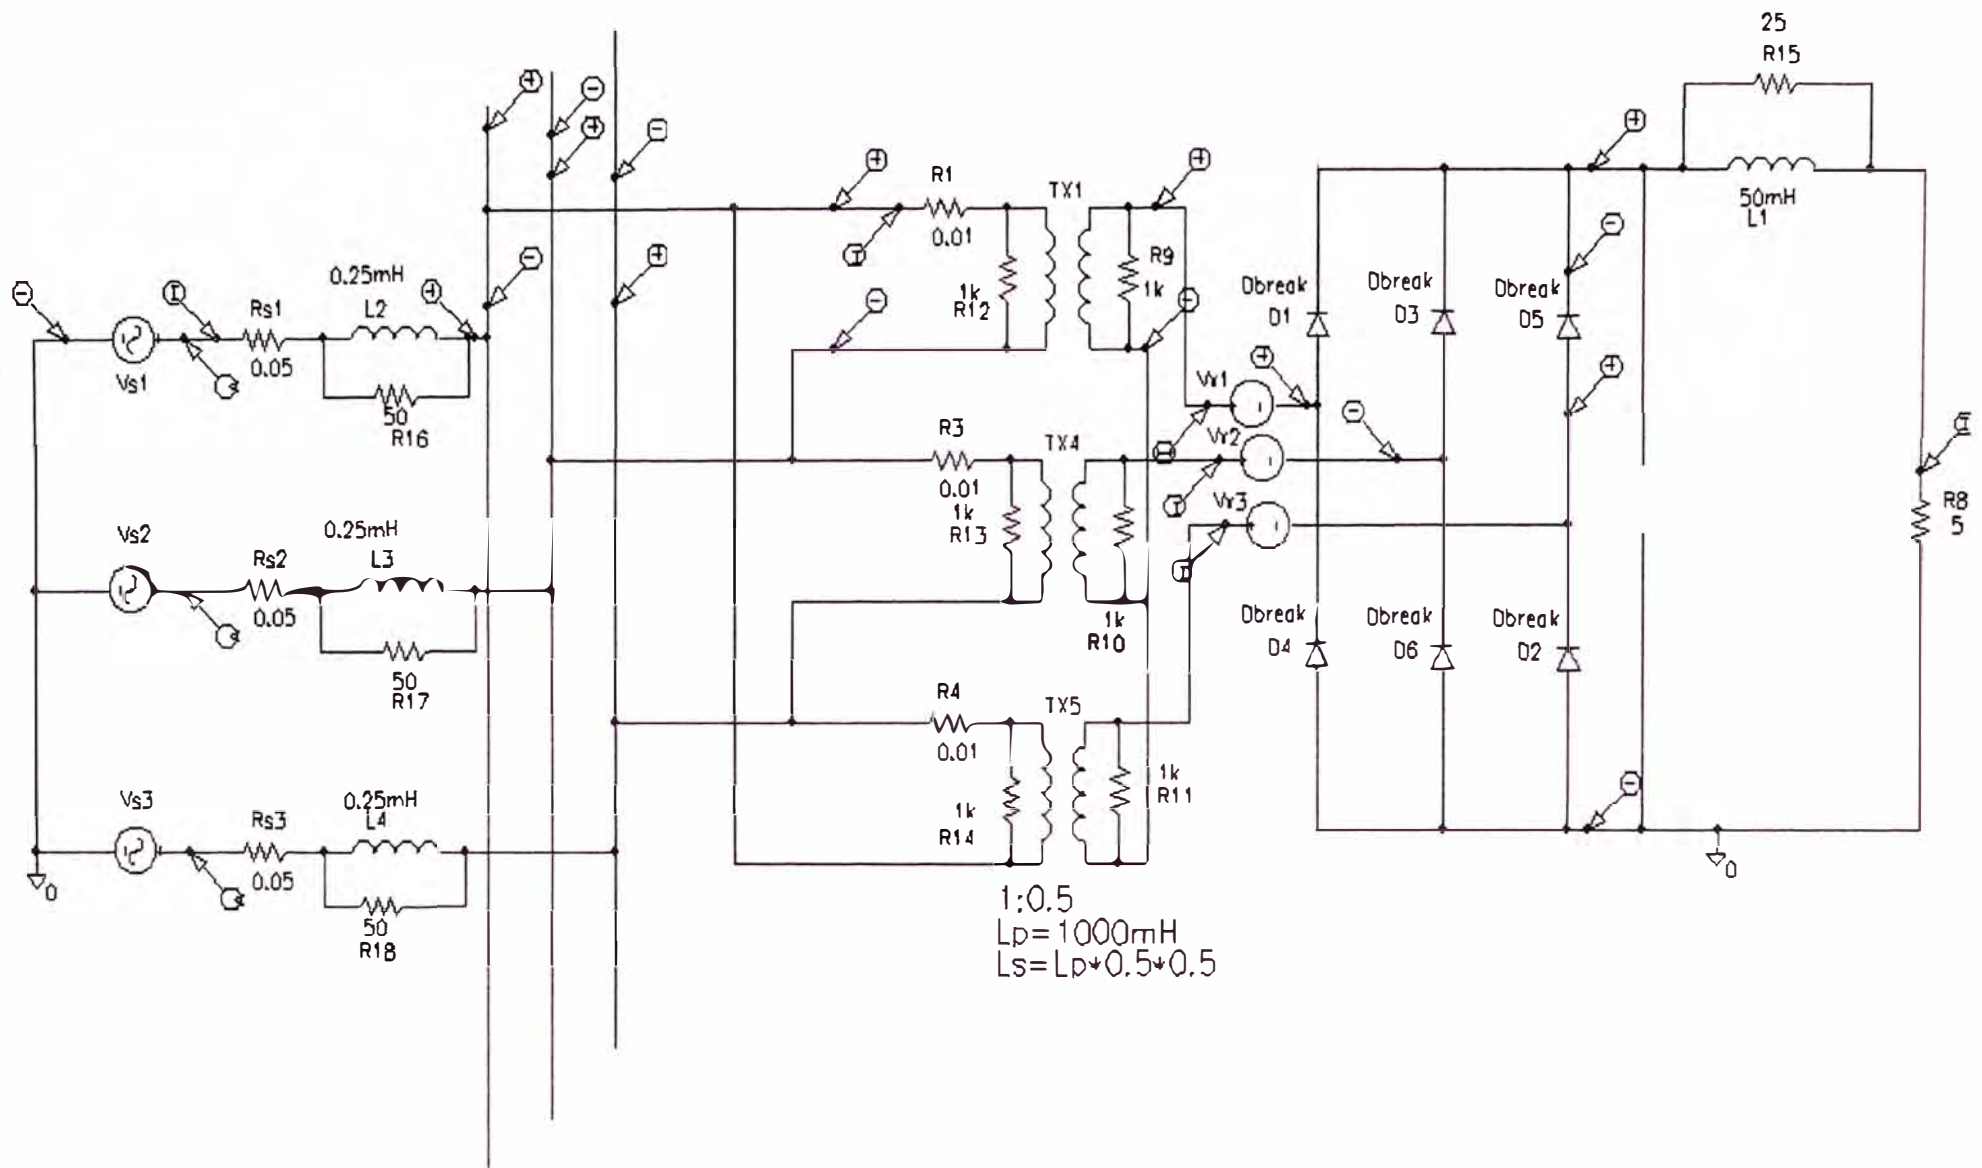 25
R15
50mH
L1
R1
0.01
TX1
R9
1k
1k
R12
0.25mH
L2
Rs1
0.05
Vs1
50
R16
Dbreak
D1
Dbreak
D3
Dbreak
D5
Vr1
R3
0.01
TX4
Vr2
1k
R13
Vr3
R8
5
Vs2
0.25mH
L3
Rs2
0.05
50
R17
1k
R10
Dbreak
D4
Dbreak
D6
Dbreak
D2
R4
0.01
TX5
1k
R11
1k
R14
Vs3
0.25mH
L4
Rs3
0.05
50
R18
0
0
1:0.5
Lp=1000mH
Ls=Lp*0.5*0.5